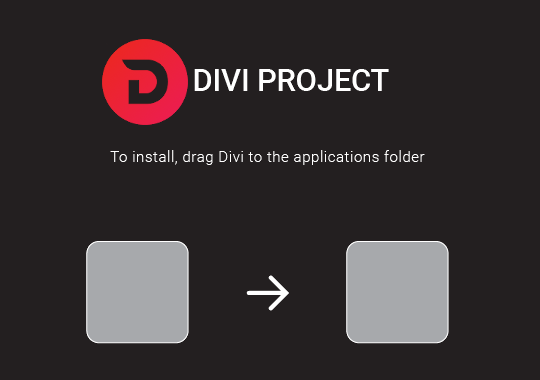 DIVI PROJECT
To install, drag Divi to the applications folder